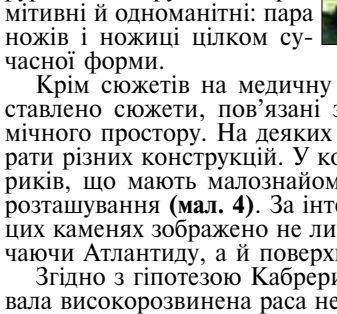 мітивні й одноманітні: пара
ножів і ножиці цілком су-
часної форми.
Крім сюжетів на медичну
ставлено сюжети, пов’язані з
мічного простору. На деяких
рати різних конструкцій. У ко
риків, що мають малознайом
розташування (мал. 4). За інт
цих каменях зображено не ли
чаючи Атлантиду, а й поверх
Згідно з гіпотезою Кабрери
вала високорозвинена раса не